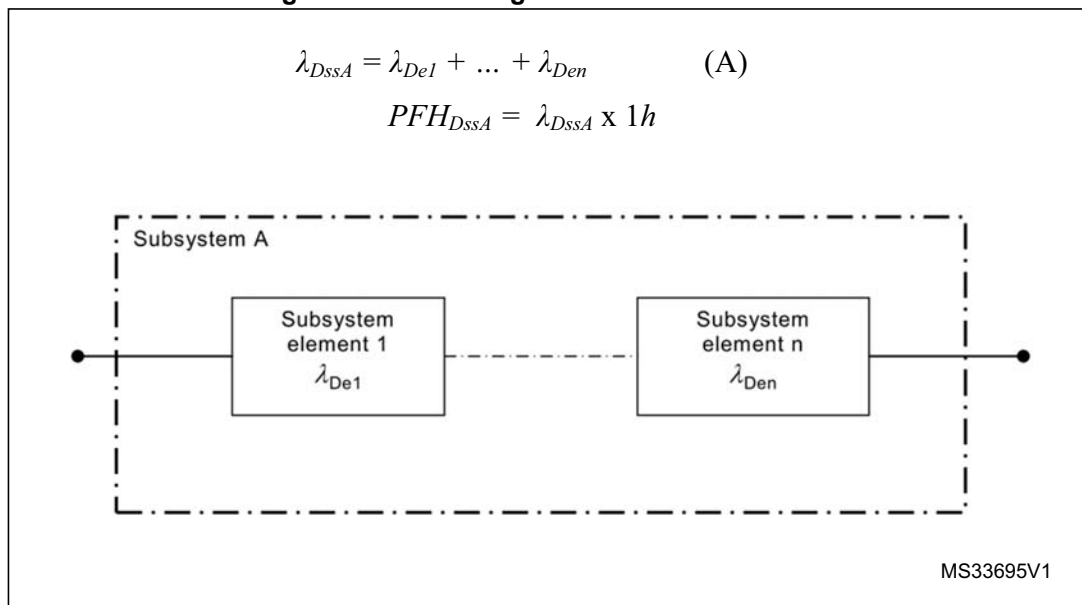 λDssA = λDe1 + ... + λDen (A)
PFHDssA = λDssA x 1h
Subsystem A
Subsystem
element 1
λDe1
Subsystem
element n
λDen
MS33695V1